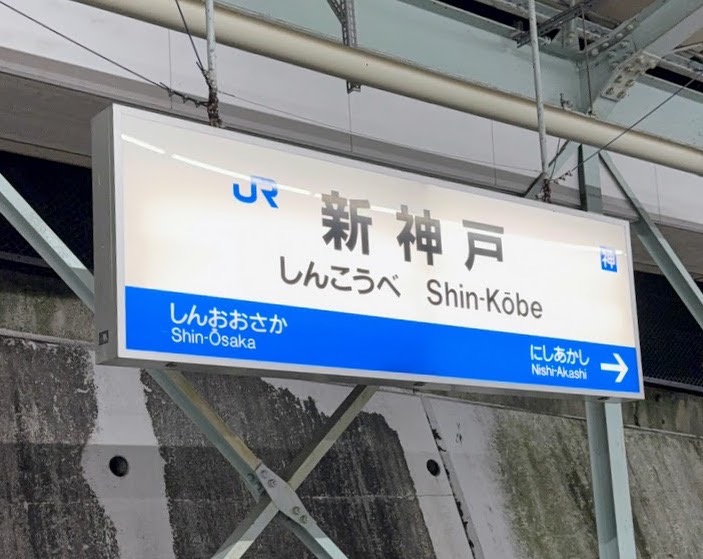 JR
新神戸
神
しんこうべ Shin-Kōbe
しんおおさか
Shin-Ōsaka
にしあかし
Nishi-Akashi →